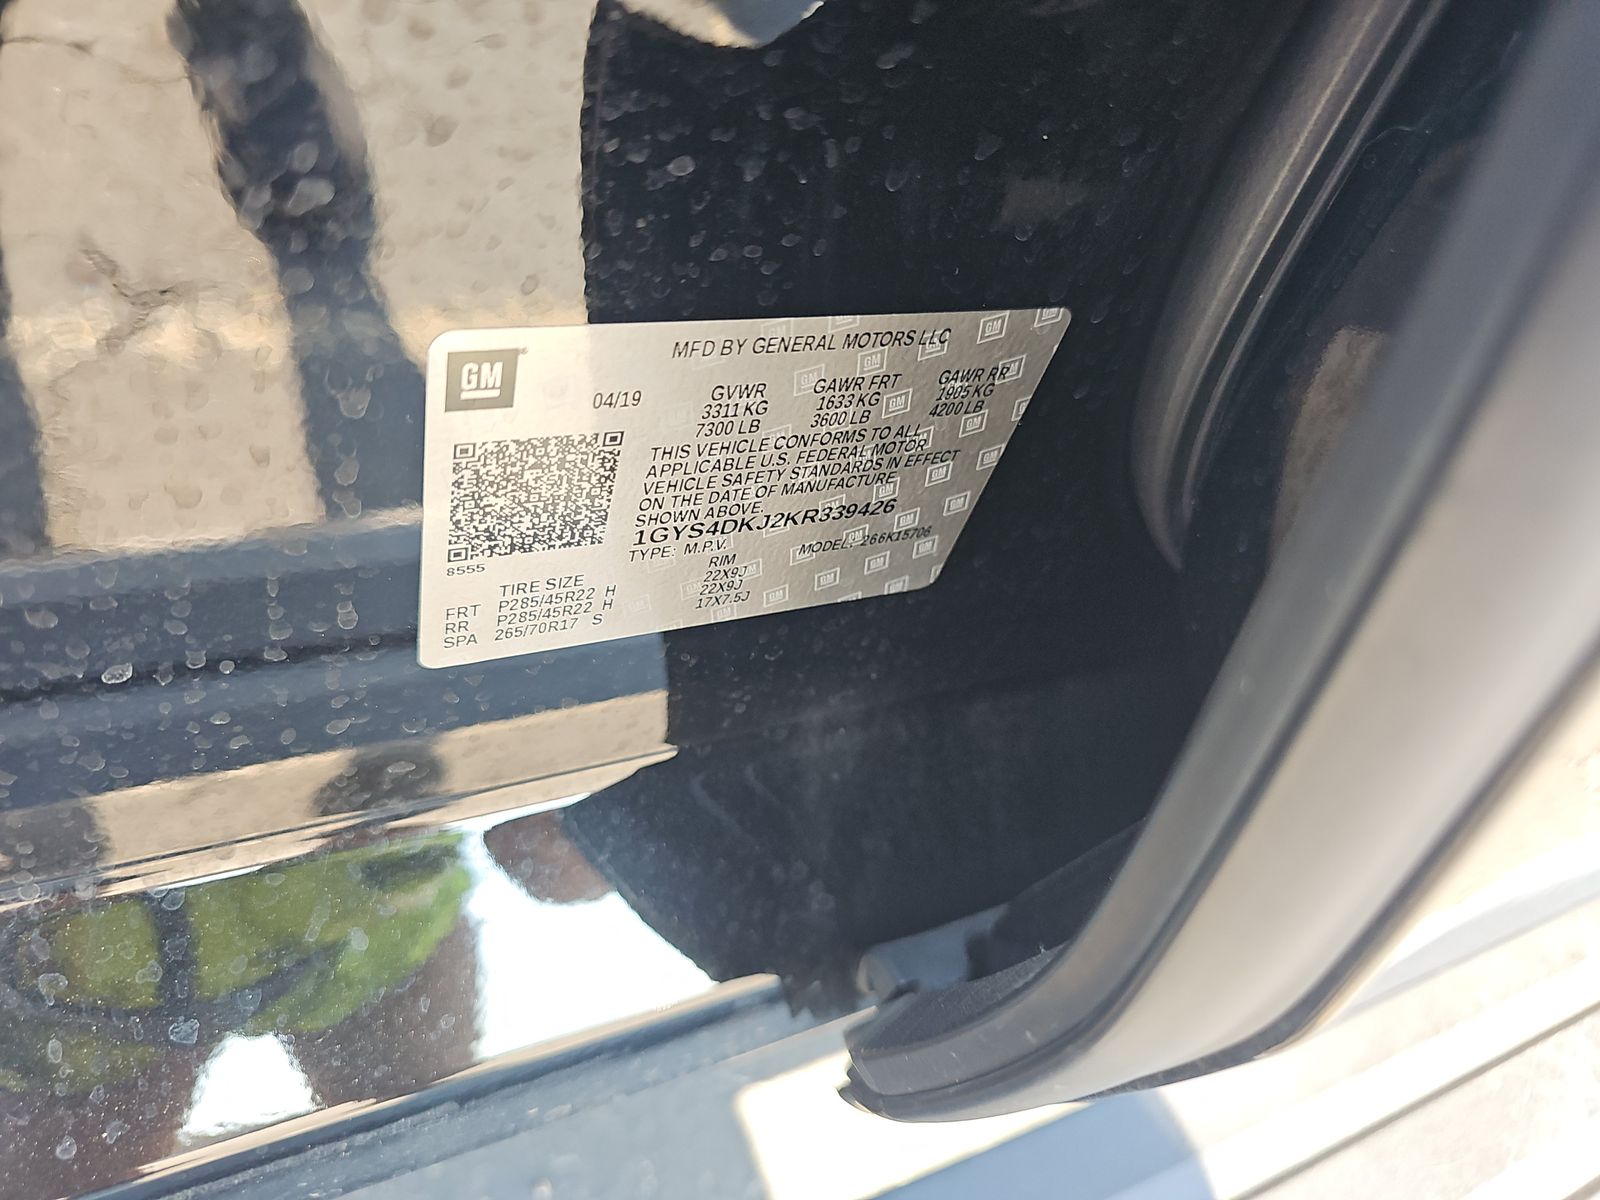 GM
MFD BY GENERAL MOTORS LLC
04/19 GVWR GAWR FRT GAWR RR
3311 KG 1633 KG 1905 KG
7300 LB 3600 LB 4200 LB
THIS VEHICLE CONFORMS TO ALL
APPLICABLE U.S. FEDERAL MOTOR
VEHICLE SAFETY STANDARDS IN EFFECT
ON THE DATE OF MANUFACTURE
SHOWN ABOVE.
1GYS4DKJ2KR339426
TYPE: M.P.V. MODEL: 266K15706
8555
TIRE SIZE RIM
FRT P285/45R22 H 22X9J
RR P285/45R22 H 22X9J
SPA 265/70R17 S 17X7.5J